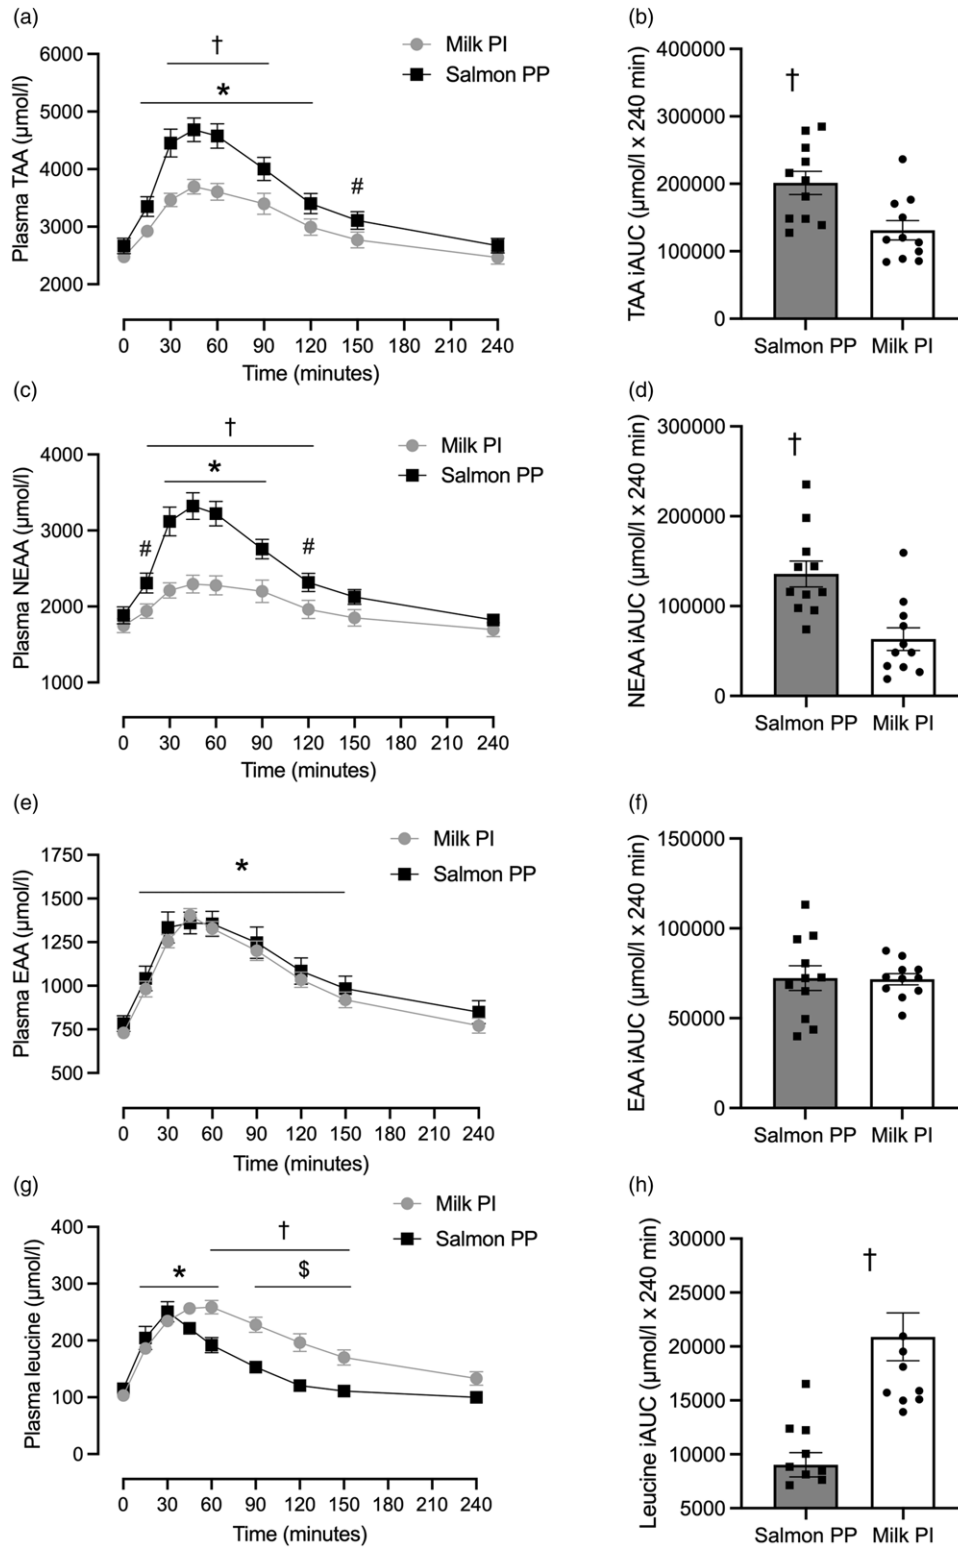 (a)
Plasma TAA (µmol/l)
6000
5000
4000
3000
2000
†
*
#
Milk PI
Salmon PP
0 30 60 90 120 150 180 210 240
Time (minutes)
(b)
TAA iAUC (µmol/l x 240 min)
400000
300000
200000
100000
0
†
Salmon PP Milk PI
(c)
Plasma NEAA (µmol/l)
4000
3000
2000
1000
†
*
#
#
Milk PI
Salmon PP
0 30 60 90 120 150 180 210 240
Time (minutes)
(d)
NEAA iAUC (µmol/l x 240 min)
300000
200000
100000
0
†
Salmon PP Milk PI
(e)
Plasma EAA (µmol/l)
1750
1500
1250
1000
750
500
*
Milk PI
Salmon PP
0 30 60 90 120 150 180 210 240
Time (minutes)
(f)
EAA iAUC (µmol/l x 240 min)
150000
100000
50000
0
Salmon PP Milk PI
(g)
Plasma leucine (µmol/l)
400
300
200
100
0
†
*
$
Milk PI
Salmon PP
0 30 60 90 120 150 180 210 240
Time (minutes)
(h)
Leucine iAUC (µmol/l x 240 min)
30000
25000
20000
15000
10000
5000
†
Salmon PP Milk PI